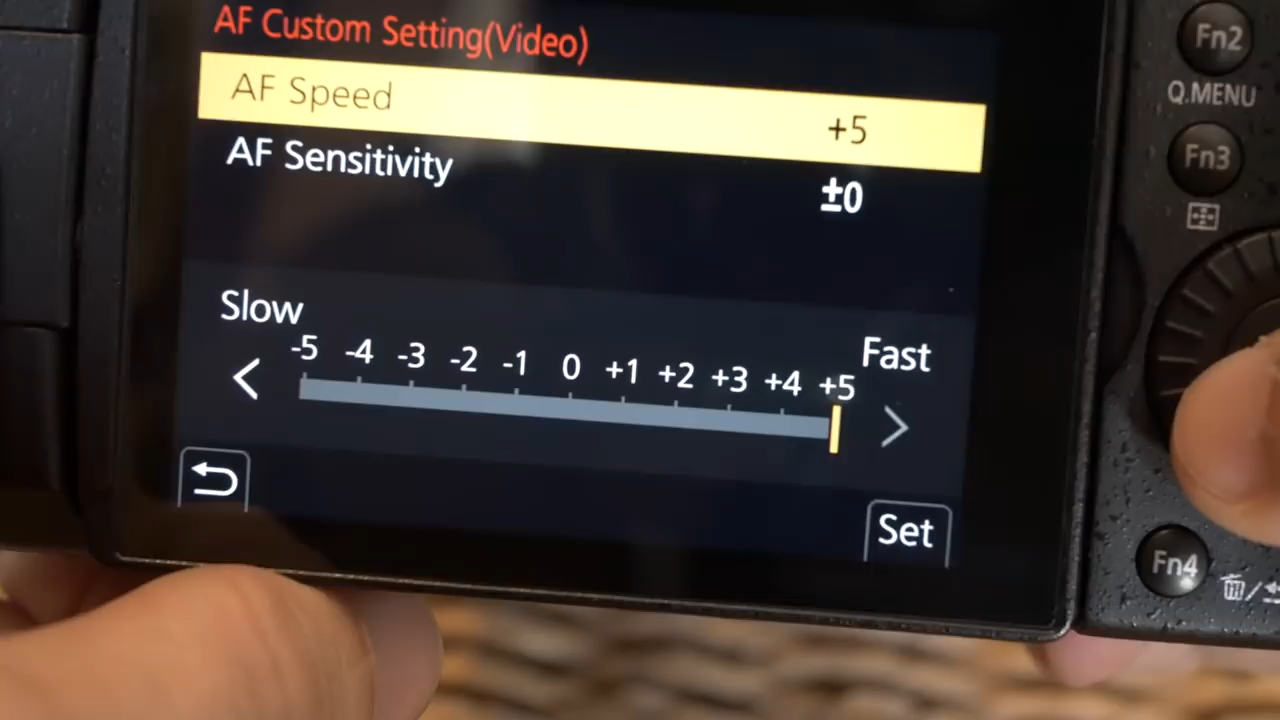 AF Custom Setting(Video)
AF Speed +5
AF Sensitivity ±0
Slow Fast
-5 -4 -3 -2 -1 0 +1 +2 +3 +4 +5
Set
Fn2
Q.MENU
Fn3
Fn4